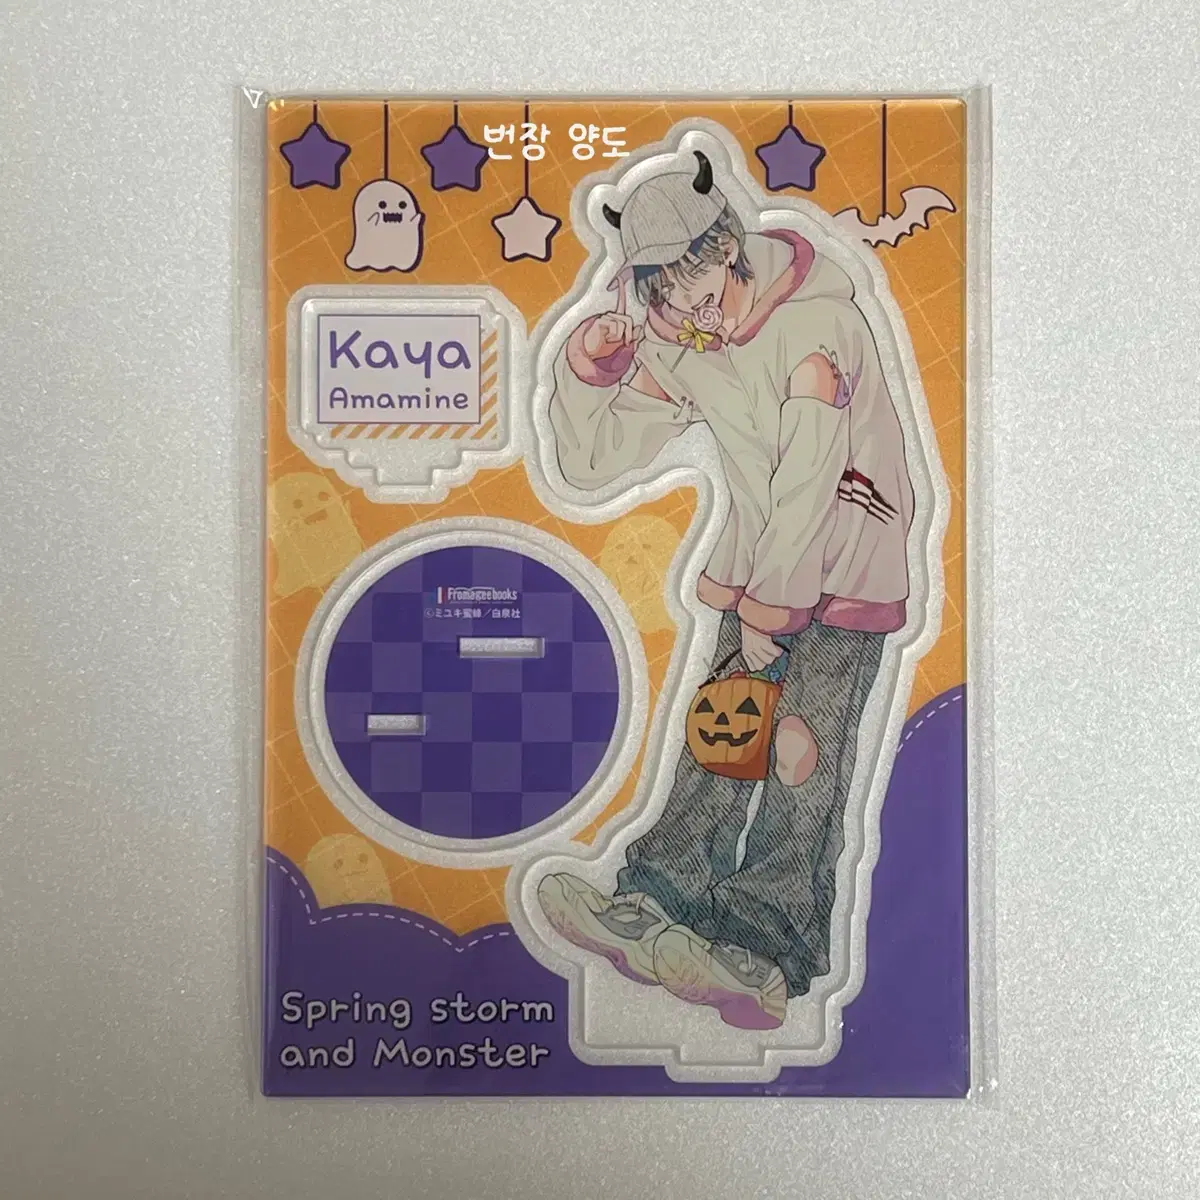 번장 양도
Kaya
Amamine
Fromageebooks
©ミユキ蜜蜂／白泉社
Spring storm
and Monster